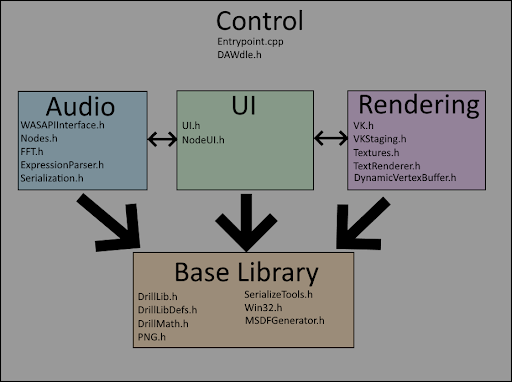 Control
Entrypoint.cpp
DAWdle.h
Audio
WASAPIInterface.h
Nodes.h
FFT.h
ExpressionParser.h
Serialization.h
UI
UI.h
NodeUI.h
Rendering
VK.h
VKStaging.h
Textures.h
TextRenderer.h
DynamicVertexBuffer.h
Base Library
DrillLib.h
DrillLibDefs.h
DrillMath.h
PNG.h
SerializeTools.h
Win32.h
MSDFGenerator.h